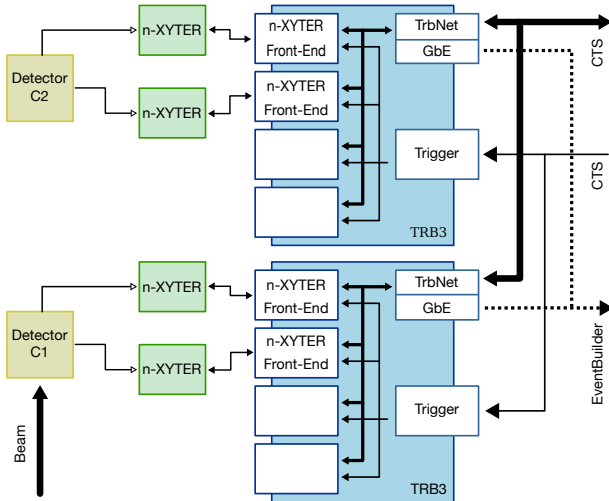 n-XYTER
n-XYTER
Front-End
TrbNet
GbE
CTS
Detector
C2
n-XYTER
n-XYTER
Front-End
Trigger
CTS
TRB3
n-XYTER
n-XYTER
Front-End
TrbNet
GbE
Detector
C1
n-XYTER
n-XYTER
Front-End
EventBuilder
Trigger
Beam
TRB3